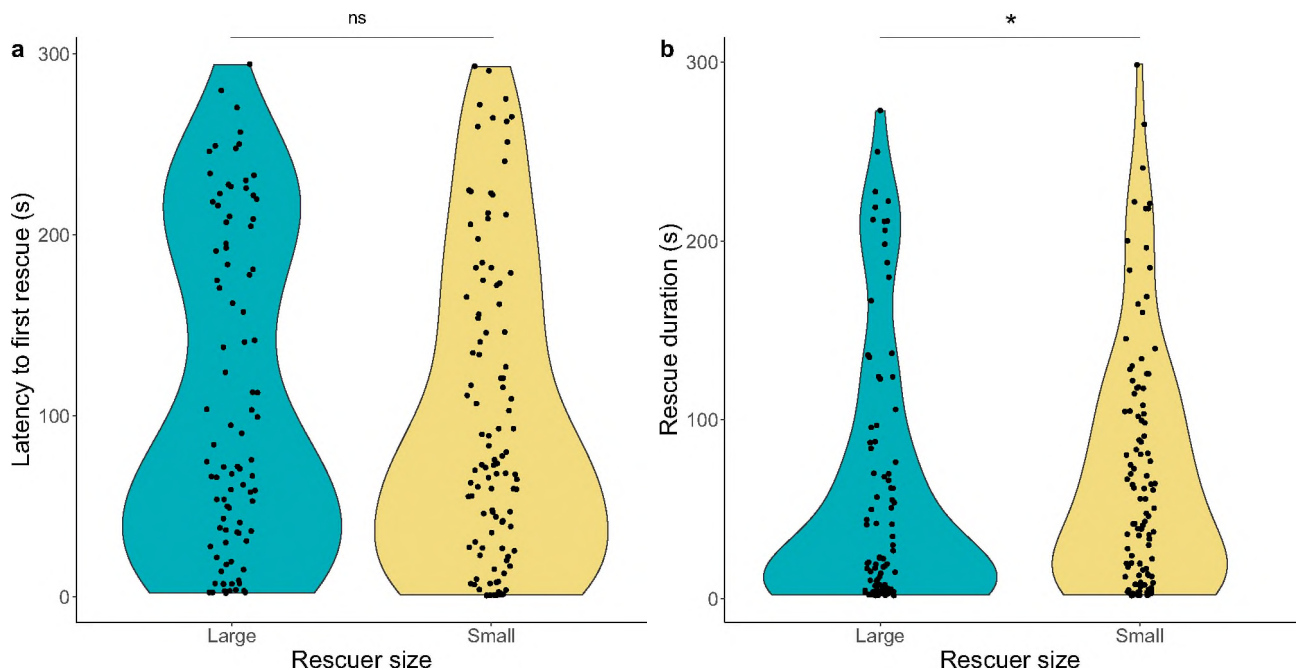 a
ns
Latency to first rescue (s)
300
200
100
0
Large
Small
Rescuer size
b
*
Rescue duration (s)
300
200
100
0
Large
Small
Rescuer size